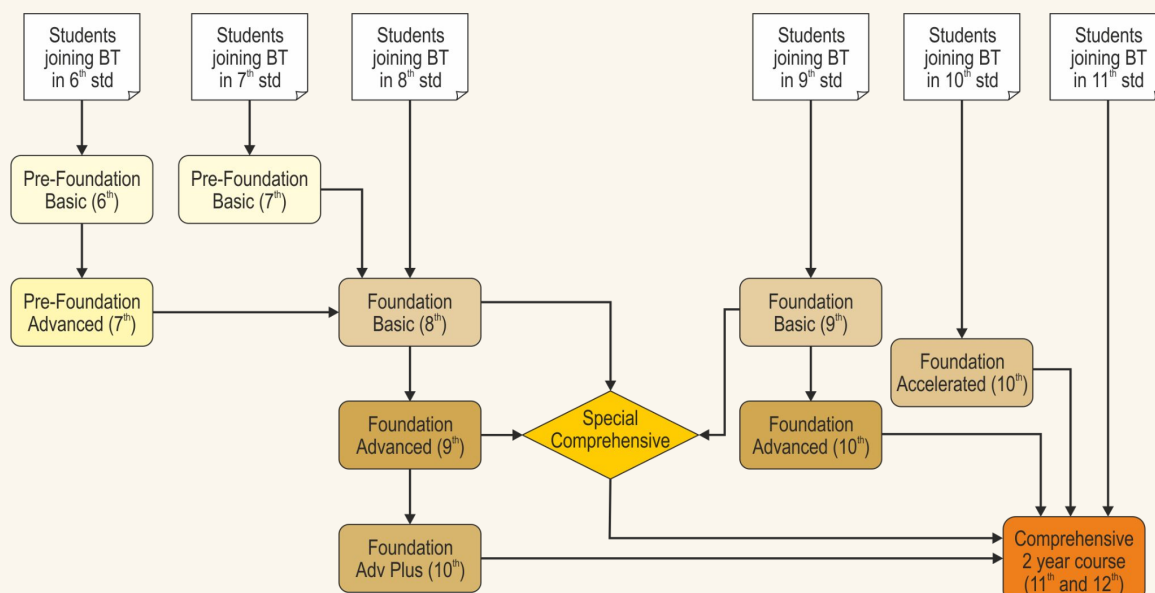 Students
joining BT
in 6th std
Students
joining BT
in 7th std
Students
joining BT
in 8th std
Students
joining BT
in 9th std
Students
joining BT
in 10th std
Students
joining BT
in 11th std
Pre-Foundation
Basic (6th)
Pre-Foundation
Basic (7th)
Pre-Foundation
Advanced (7th)
Foundation
Basic (8th)
Foundation
Basic (9th)
Foundation
Accelerated (10th)
Foundation
Advanced (9th)
Special
Comprehensive
Foundation
Advanced (10th)
Foundation
Adv Plus (10th)
Comprehensive
2 year course
(11th and 12th)